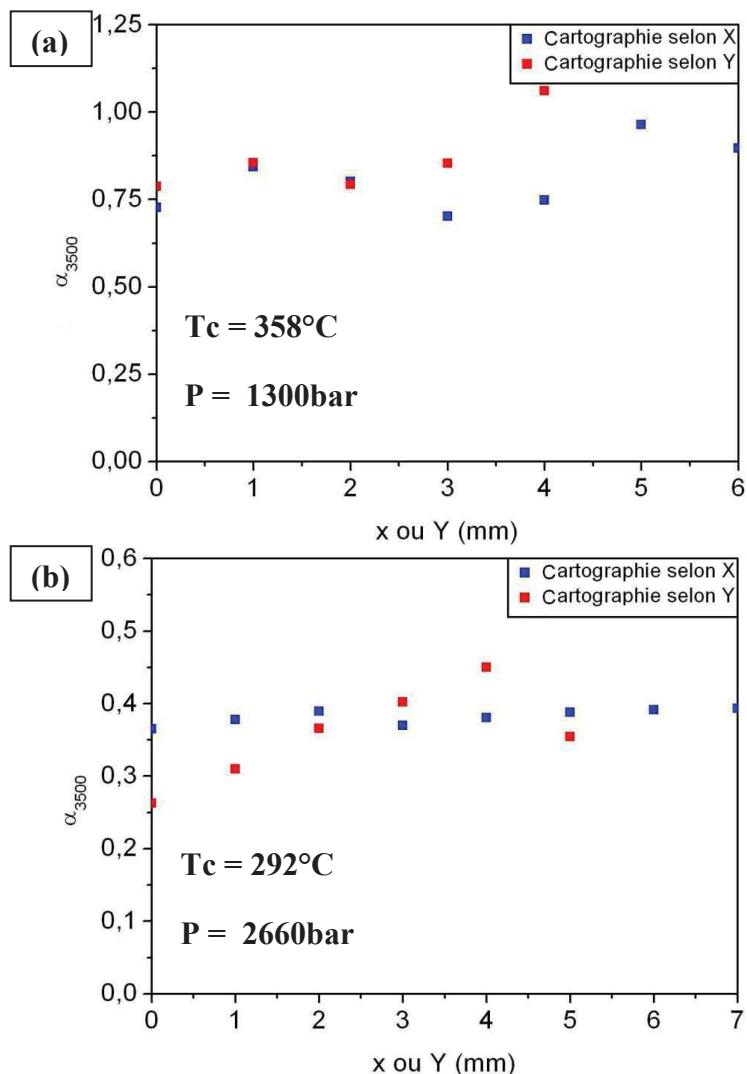 (a)
1,25
1,00
0,75
0,50
0,25
0,00
α3500
Cartographie selon X
Cartographie selon Y
Tc = 358°C
P = 1300bar
0 1 2 3 4 5 6
x ou Y (mm)
(b)
0,6
0,5
0,4
0,3
0,2
0,1
0,0
α3500
Cartographie selon X
Cartographie selon Y
Tc = 292°C
P = 2660bar
0 1 2 3 4 5 6 7
x ou Y (mm)